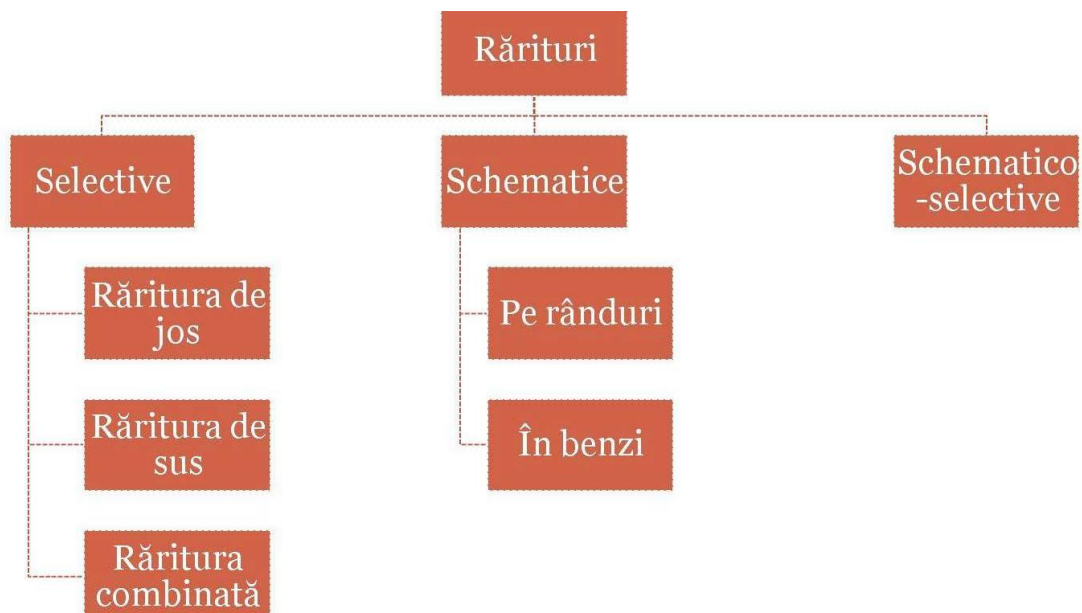 Rărituri
Selective
Schematice
Schematico
-selective
Răritura de
jos
Pe rânduri
Răritura de
sus
În benzi
Răritura
combinată